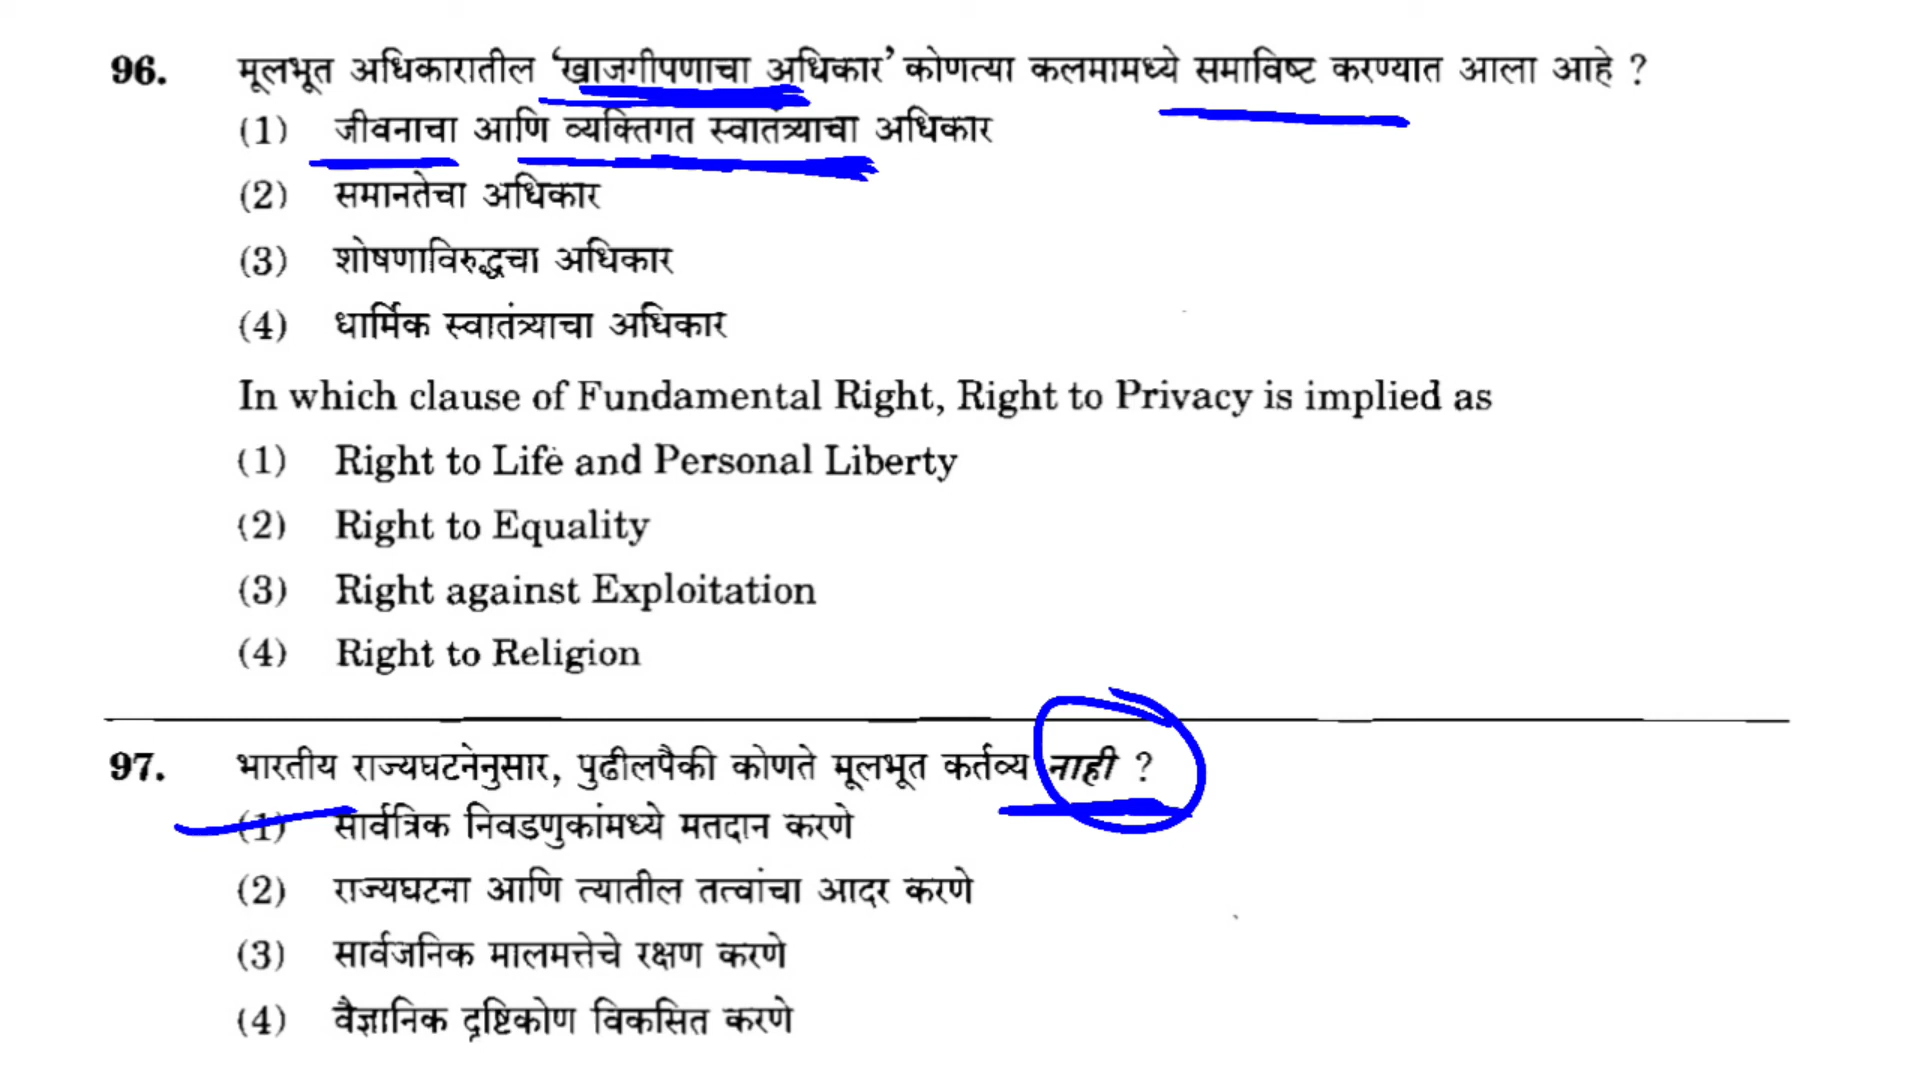 96. मूलभूत अधिकारातील ‘खाजगीपणाचा अधिकार’ कोणत्या कलमामध्ये समाविष्ट करण्यात आला आहे ?
(1) जीवनाचा आणि व्यक्तिगत स्वातंत्र्याचा अधिकार
(2) समानतेचा अधिकार
(3) शोषणाविरुद्धचा अधिकार
(4) धार्मिक स्वातंत्र्याचा अधिकार
In which clause of Fundamental Right, Right to Privacy is implied as
(1) Right to Life and Personal Liberty
(2) Right to Equality
(3) Right against Exploitation
(4) Right to Religion
97. भारतीय राज्यघटनेनुसार, पुढीलपैकी कोणते मूलभूत कर्तव्य नाही ?
(1) सार्वत्रिक निवडणुकांमध्ये मतदान करणे
(2) राज्यघटना आणि त्यातील तत्वांचा आदर करणे
(3) सार्वजनिक मालमत्तेचे रक्षण करणे
(4) वैज्ञानिक दृष्टिकोण विकसित करणे